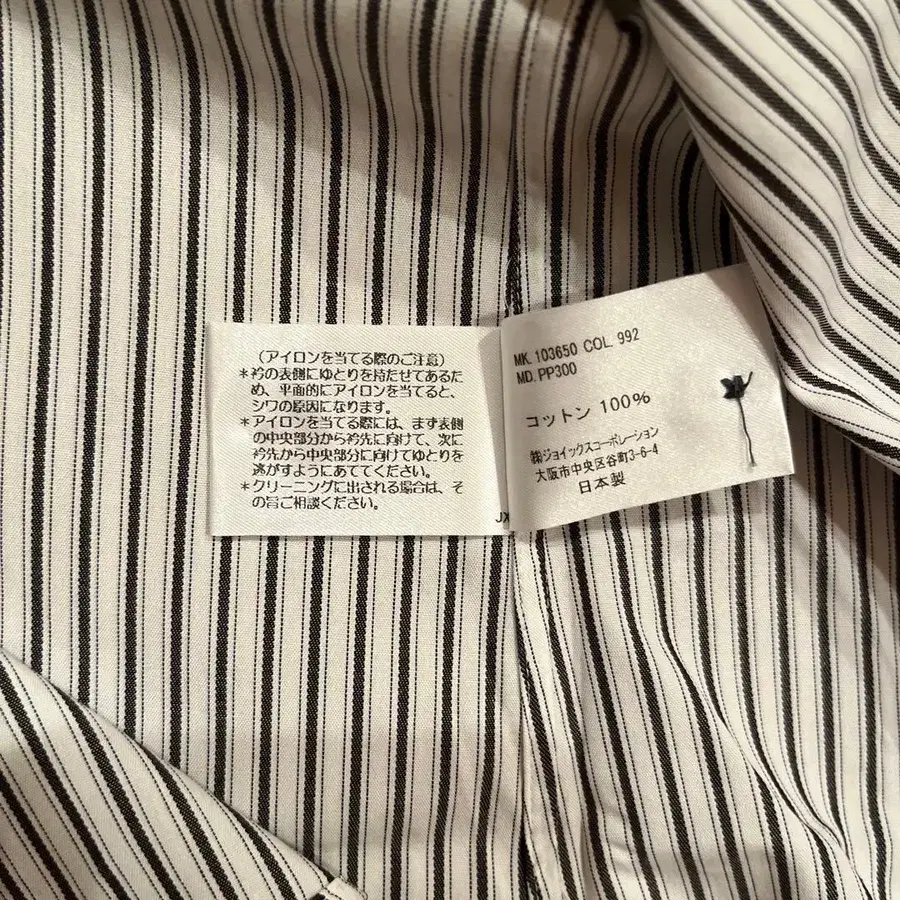 （アイロンを当てる際のご注意）
＊衿の表側にゆとりを持たせてあるた
め、平面的にアイロンを当てると、
シワの原因になります。
＊アイロンを当てる際には、まず表側
の中央部分から衿先に向けて、次に
衿先から中央部分に向けてゆとりを
逃がすようにあててください。
＊クリーニングに出される場合は、そ
の旨ご相談ください。
JX
MK. 103650 COL. 992
MD. PP300
コットン 100%
㈱ジョイックスコーポレーション
大阪市中央区谷町3-6-4
日本製